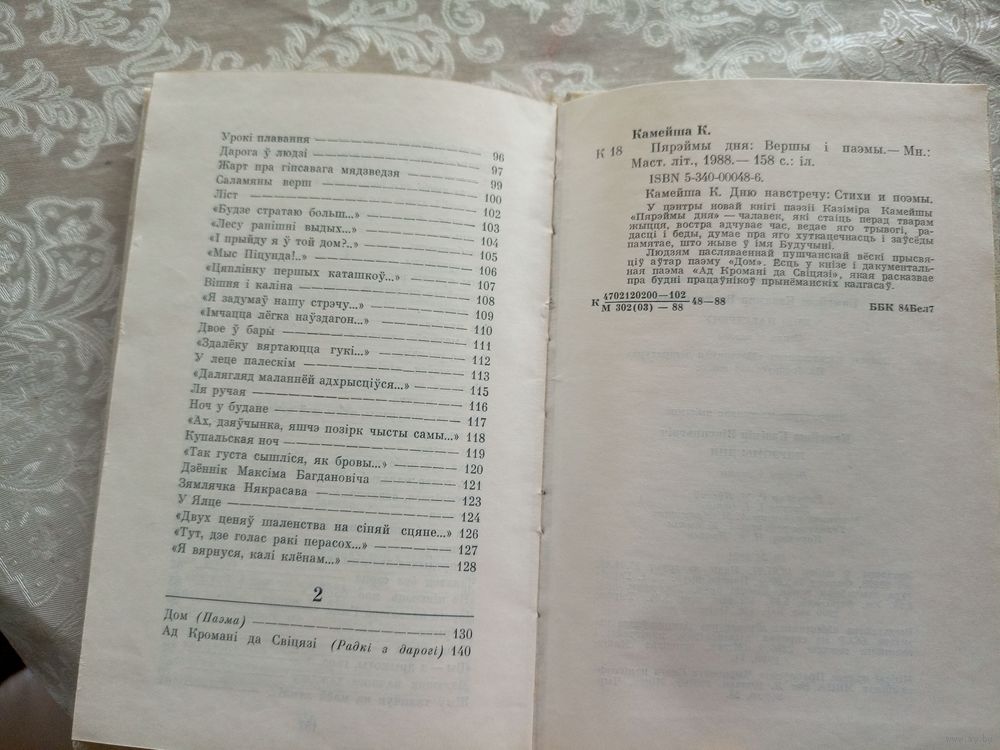 Урокі плавання 96
Дарога ў людзі 97
Жарт пра гіпсавага мядзведзя 99
Саламяны верш 100
Ліст 102
«Будзе стратаю больш...» 103
«Лесу ранішні выдых...» 104
«І прыйду я ў той дом?..» 105
«Мыс Піцунда!..» 106
«Цяплінку першых каташкоў...» 107
Вішня і каліна 108
«Я задумаў нашу стрэчу...» 109
«Імчацца лёгка наўздагон...» 110
Двое ў бары 111
«Здалёку вяртаюцца гукі...» 112
У леце палескім 113
«Далягляд маланнёй адхрысціўся...» 115
Ля ручая 116
Ноч у будане 117
«Ах, дзяўчынка, яшчэ позірк чысты самы...» 118
Купальская ноч 119
«Так густа сышліся, як бровы...» 120
Дзённік Максіма Багдановіча 121
Зямлячка Някрасава 123
У Ялце 124
«Двух ценяў шаленства на сіняй сцяне...» 126
«Тут, дзе голас ракі перасох...» 127
«Я вярнуся, калі клёнам...» 128
2
Дом (Паэма) 130
Ад Кромані да Свіцязі (Радкі з дарогі) 140
Камейша К.
К 18 Пярэймы дня: Вершы і паэмы.— Мн.:
Маст. літ., 1988.— 158 с.: іл.
ISBN 5-340-00048-6.
Камейша К. Дню навстречу: Стихи и поэмы.
У цэнтры новай кнігі паэзіі Казіміра Камейшы
«Пярэймы дня» — чалавек, які стаіць перад тварам
жыцця, востра адчувае час, ведае яго трывогі, ра-
дасці і беды, думае пра яго хуткацечнасць і заўсёды
памятае, што жыве ў імя Будучыні.
Людзям паслеваеннай пушчанскай вёскі прысвя-
ціў аўтар паэму «Дом». Ёсць у кнізе і дакументаль-
ная паэма «Ад Кромані да Свіцязі», якая расказвае
пра будні працаўнікоў прынёманскіх калгасаў.
К 4702120200—102
М 302(03) — 88 48—88 ББК 84Бел7